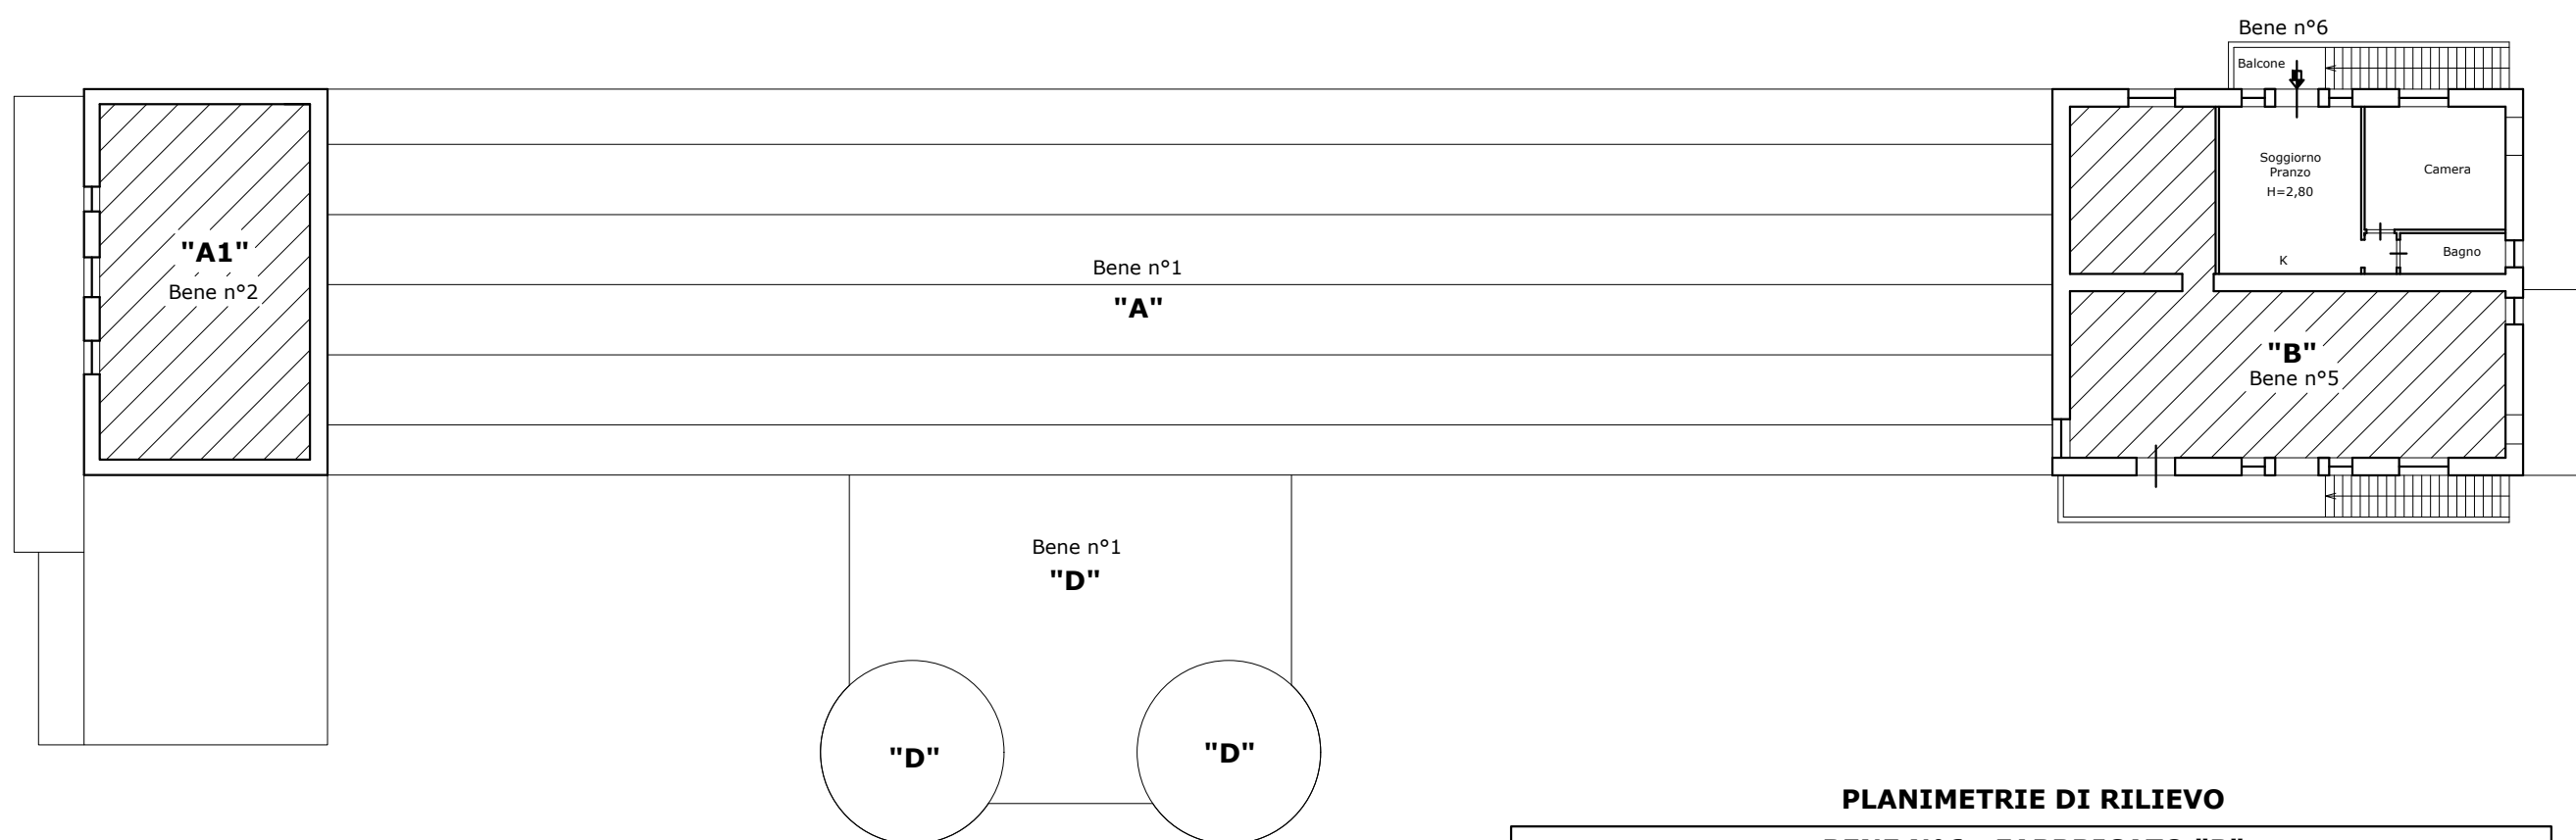 Bene n°6
Balcone
Soggiorno
Pranzo
H=2,80
Camera
"A1"
Bene n°2
Bene n°1
"A"
K
Bagno
"B"
Bene n°5
Bene n°1
"D"
"D"
"D"
PLANIMETRIE DI RILIEVO